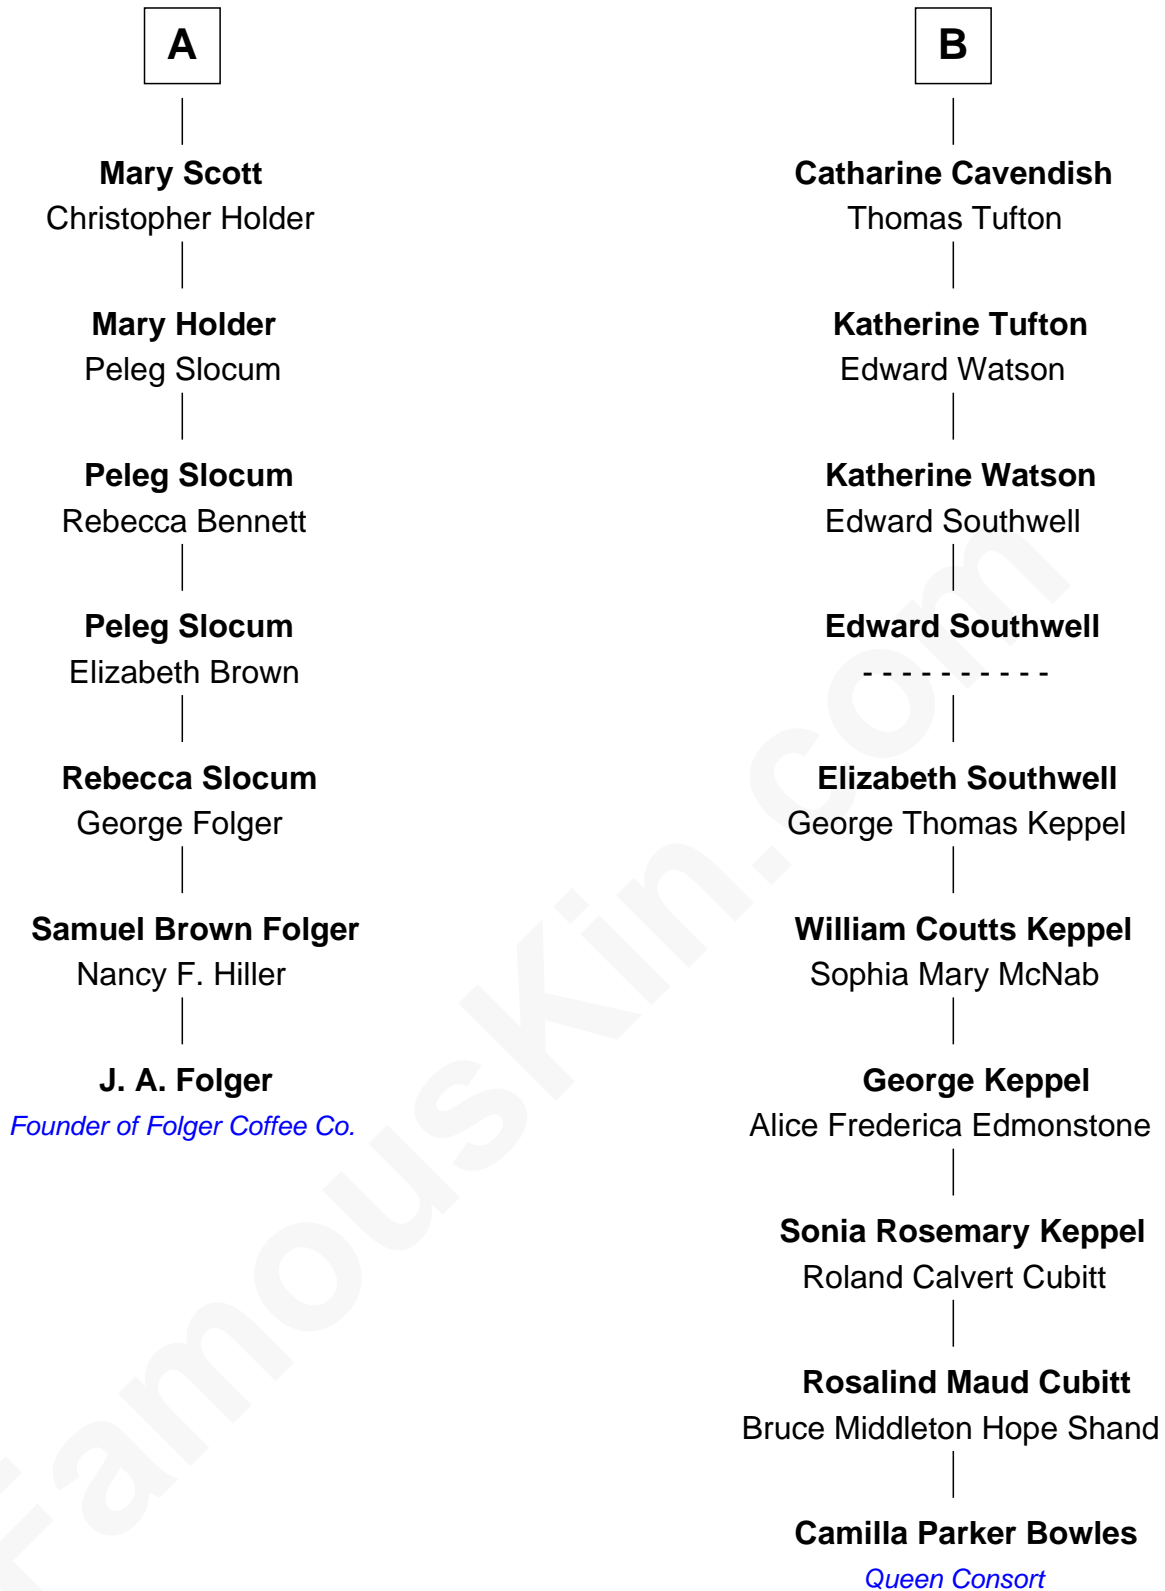 A
Mary Scott
Christopher Holder
Mary Holder
Peleg Slocum
Peleg Slocum
Rebecca Bennett
Peleg Slocum
Elizabeth Brown
Rebecca Slocum
George Folger
Samuel Brown Folger
Nancy F. Hiller
J. A. Folger
Founder of Folger Coffee Co.
B
Catharine Cavendish
Thomas Tufton
Katherine Tufton
Edward Watson
Katherine Watson
Edward Southwell
Edward Southwell
- - - - - - - - - -
Elizabeth Southwell
George Thomas Keppel
William Coutts Keppel
Sophia Mary McNab
George Keppel
Alice Frederica Edmonstone
Sonia Rosemary Keppel
Roland Calvert Cubitt
Rosalind Maud Cubitt
Bruce Middleton Hope Shand
Camilla Parker Bowles
Queen Consort
FamousKin.com